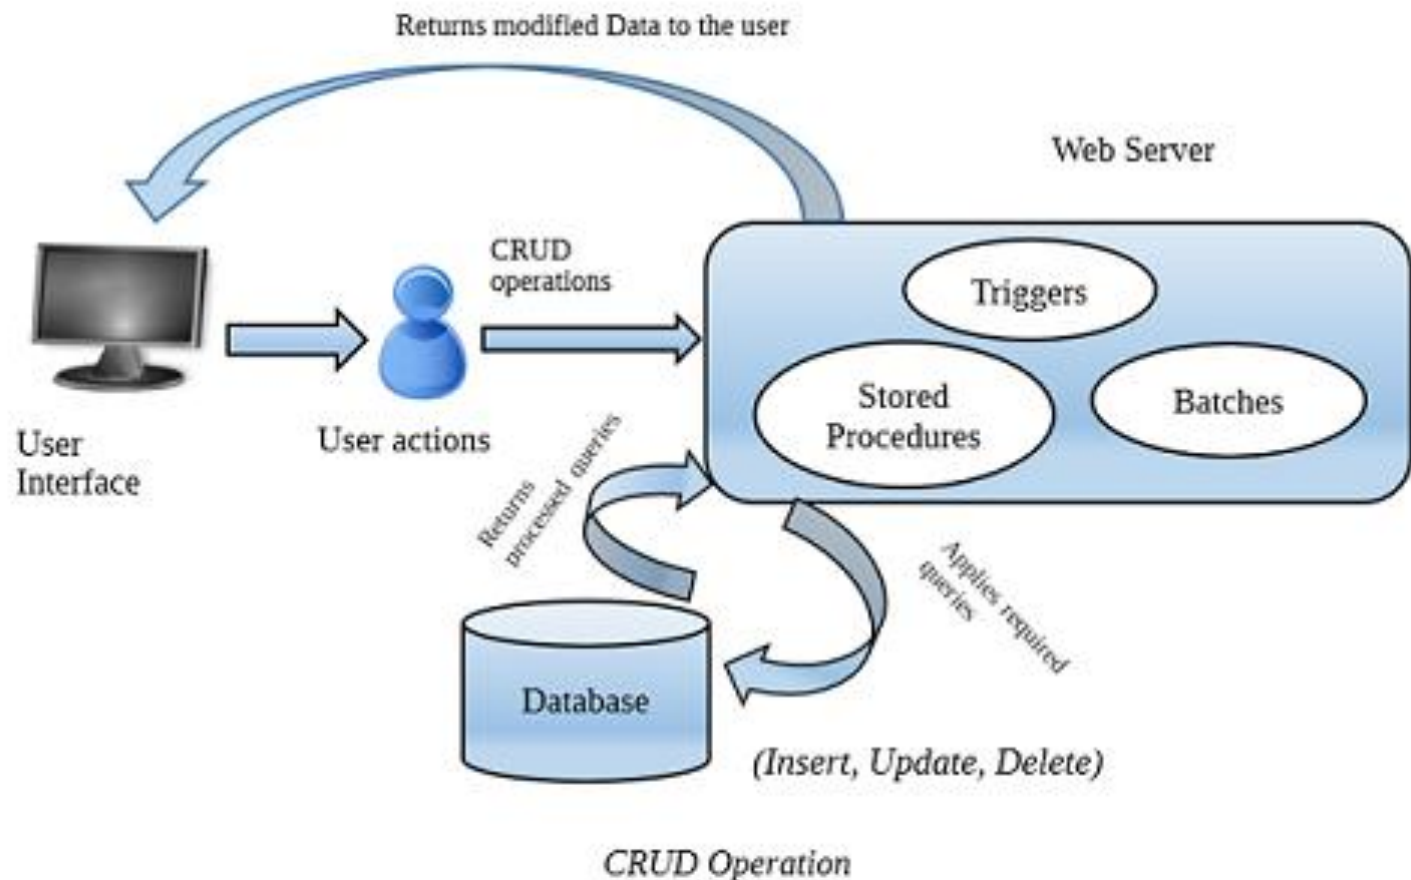 Returns modified Data to the user
Web Server
CRUD
operations
Triggers
Stored
Procedures
Batches
User
Interface
User actions
Returns
processed queries
Applies required
queries
Database
(Insert, Update, Delete)
CRUD Operation